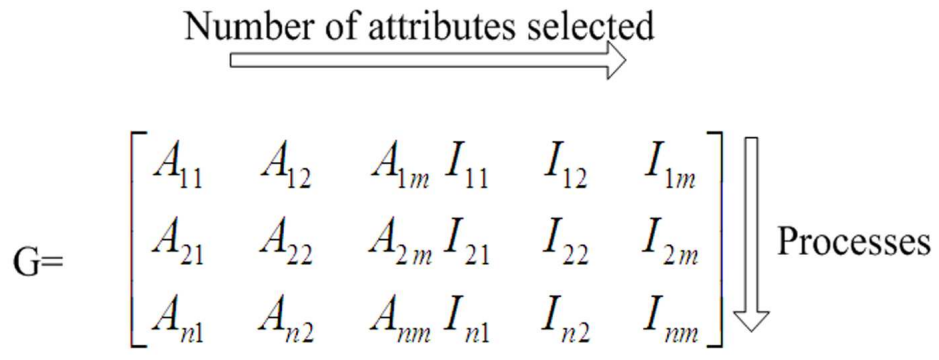 Number of attributes selected
A11 A12 A1m I11 I12 I1m
G= A21 A22 A2m I21 I22 I2m Processes
An1 An2 Anm In1 In2 Inm